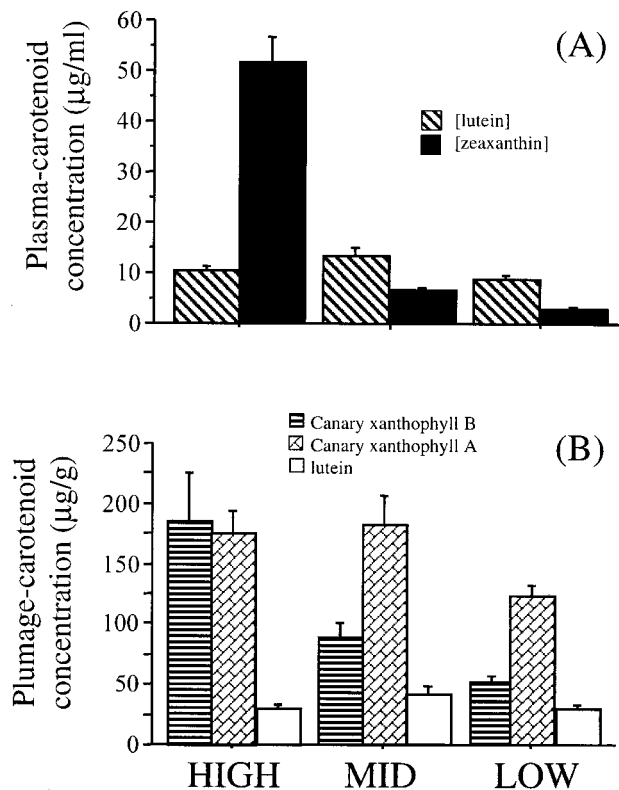 (A)
Plasma-carotenoid
concentration (µg/ml)
60
50
40
30
20
10
0
[lutein]
[zeaxanthin]
(B)
Plumage-carotenoid
concentration (µg/g)
Canary xanthophyll B
Canary xanthophyll A
lutein
250
200
150
100
50
0
HIGH MID LOW